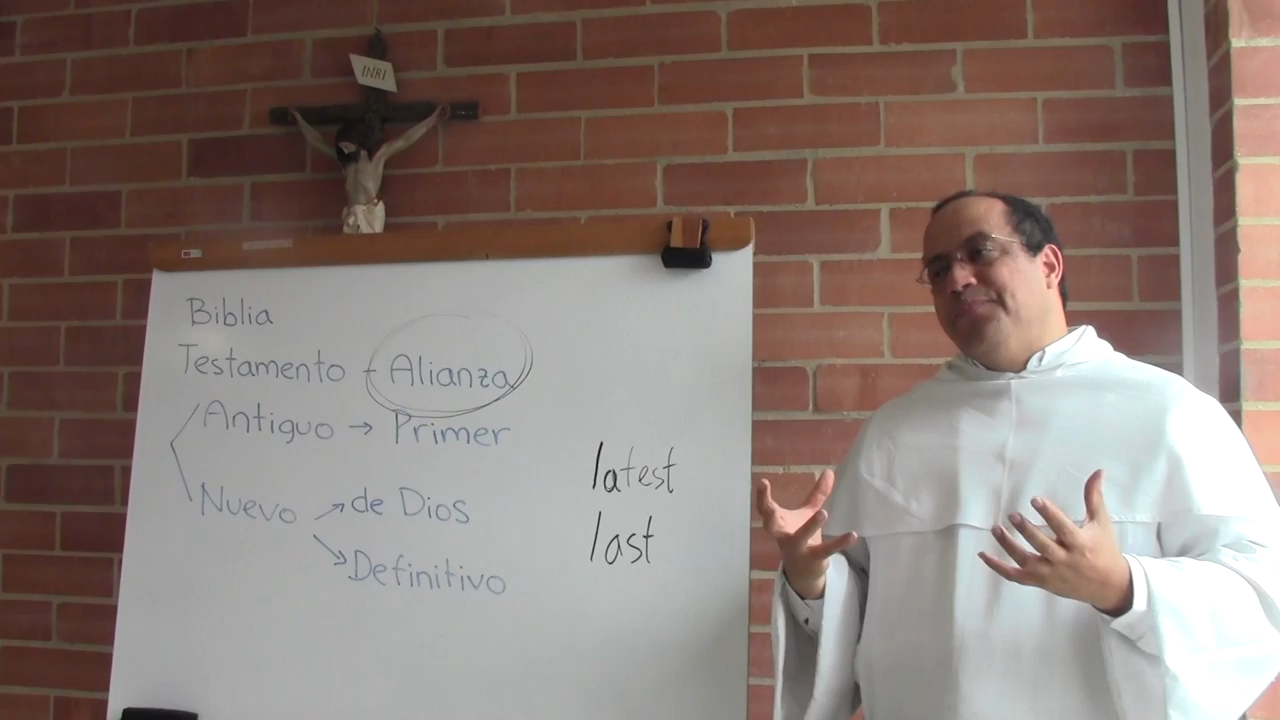 INRI
Biblia
Testamento - Alianza
Antiguo → Primer
Nuevo → de Dios
→ Definitivo
latest
last